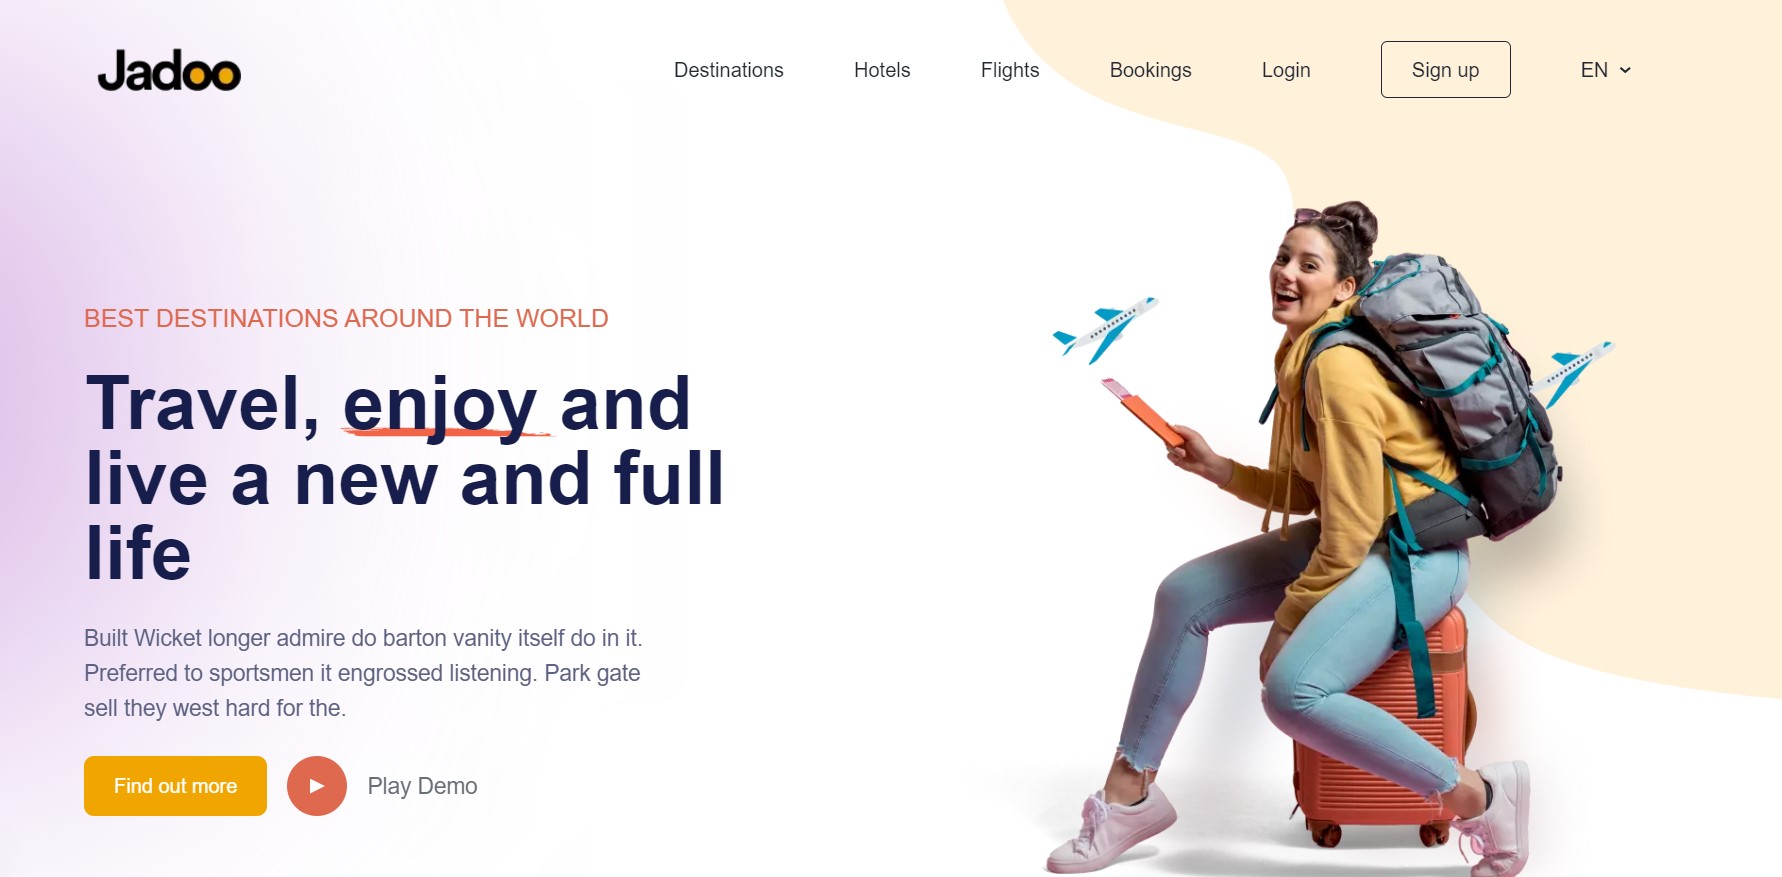 Jadoo
Destinations
Hotels
Flights
Bookings
Login
Sign up
EN
BEST DESTINATIONS AROUND THE WORLD
Travel, enjoy and
live a new and full
life
Built Wicket longer admire do barton vanity itself do in it.
Preferred to sportsmen it engrossed listening. Park gate
sell they west hard for the.
Find out more
Play Demo